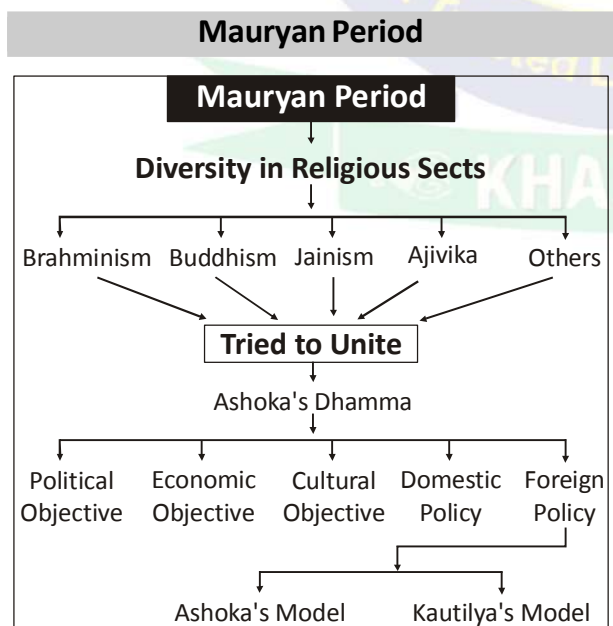 Mauryan Period
Mauryan Period
Diversity in Religious Sects
Brahminism Buddhism Jainism Ajivika Others
Tried to Unite
Ashoka's Dhamma
Political Economic Cultural Domestic Foreign
Objective Objective Objective Policy Policy
Ashoka's Model Kautilya's Model
KHA